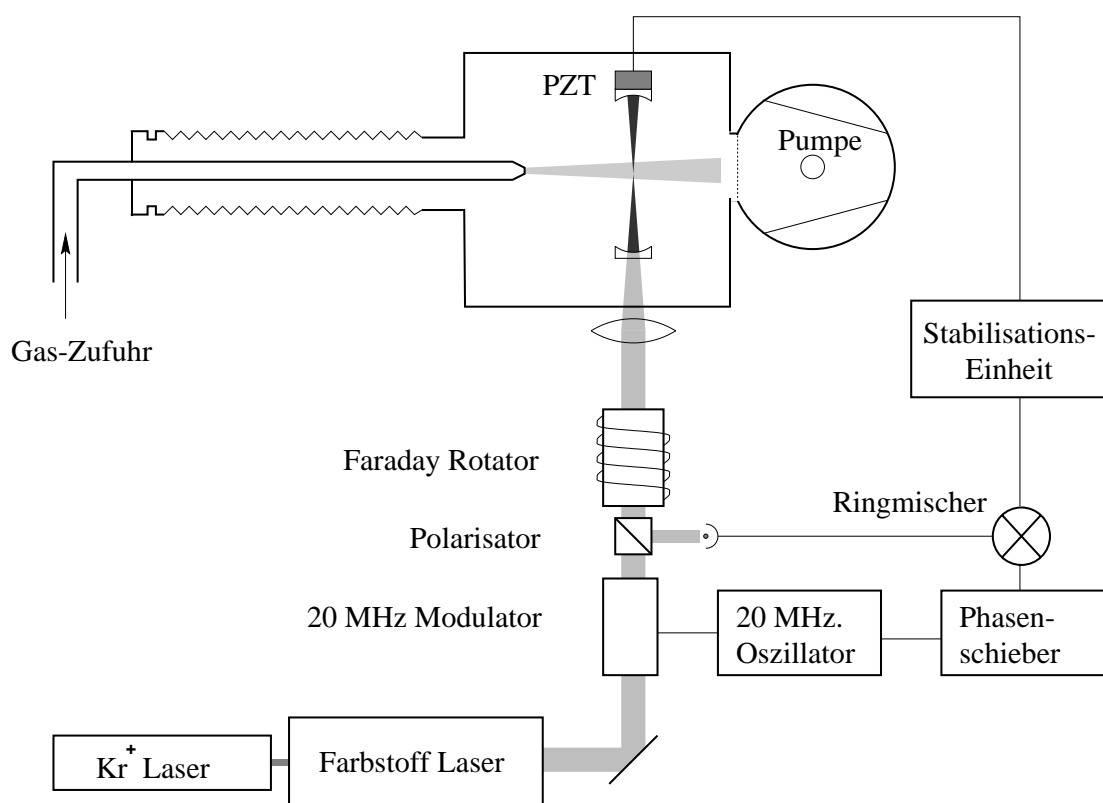 PZT
Pumpe
Gas-Zufuhr
Stabilisations-
Einheit
Faraday Rotator
Ringmischer
Polarisator
20 MHz Modulator
20 MHz.
Oszillator
Phasen-
schieber
Kr+ Laser
Farbstoff Laser